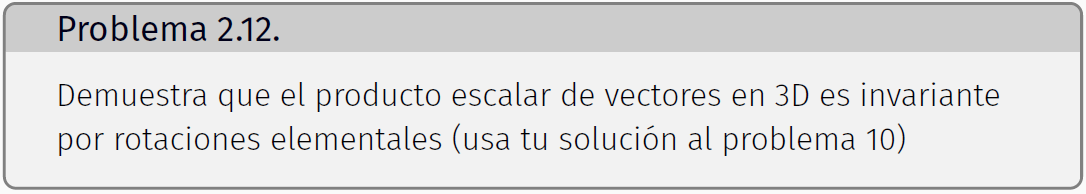 Problema 2.12.
Demuestra que el producto escalar de vectores en 3D es invariante
por rotaciones elementales (usa tu solución al problema 10)